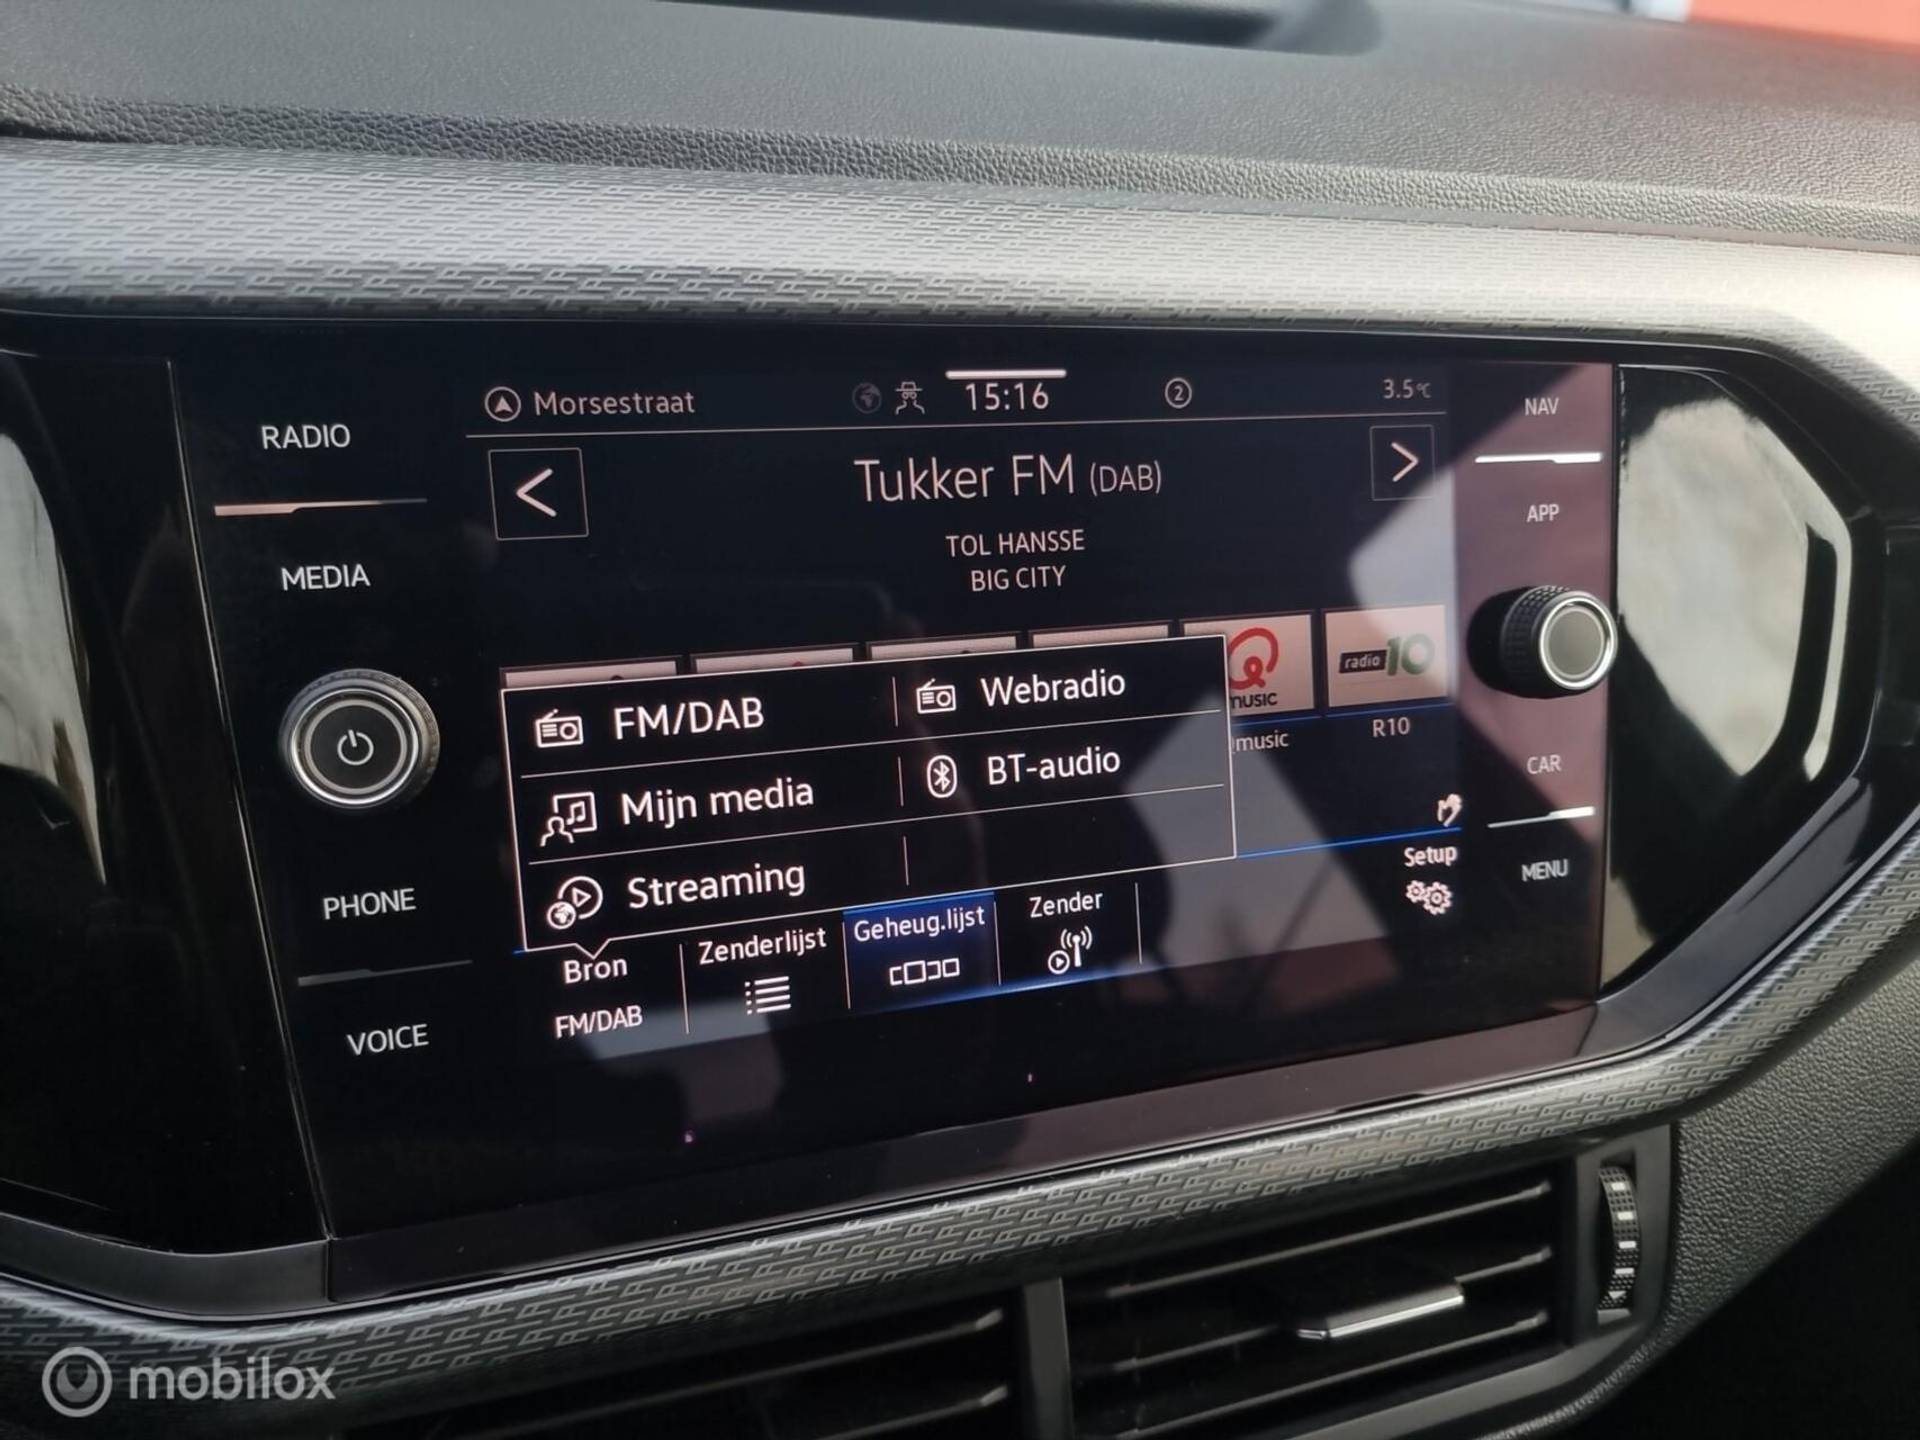 RADIO
MEDIA
PHONE
VOICE
Morsestraat
15:16
2
3.5°C
Tukker FM (DAB)
TOL HANSSE
BIG CITY
FM/DAB
Webradio
Mijn media
BT-audio
Streaming
MUSIC
music
radio 10
R10
Bron
FM/DAB
Zenderlijst
Geheug.lijst
Zender
Setup
NAV
APP
CAR
MENU
mobilox